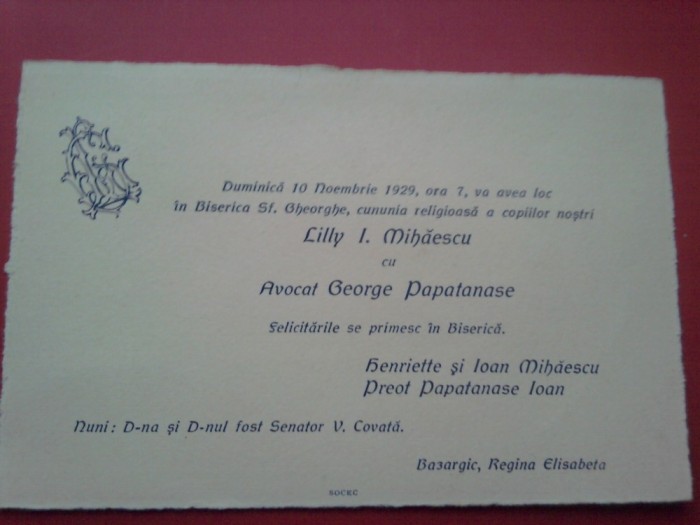 Duminică 10 Noembrie 1929, ora 7, va avea loc
în Biserica Sf. Gheorghe, cununia religioasă a copiilor noştri
Lilly I. Mihăescu
cu
Avocat George Papatanase
Felicitările se primesc în Biserică.
Henriette şi Ioan Mihăescu
Preot Papatanase Ioan
Nuni: D-na şi D-nul fost Senator V. Covată.
Bazargic, Regina Elisabeta
SOCEC